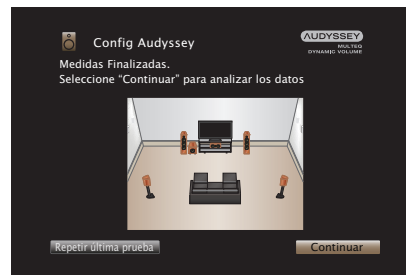 Config Audyssey
AUDYSSEY
MULTEQ
DYNAMIC VOLUME
Medidas Finalizadas.
Seleccione “Continuar” para analizar los datos
Repetir última prueba
Continuar